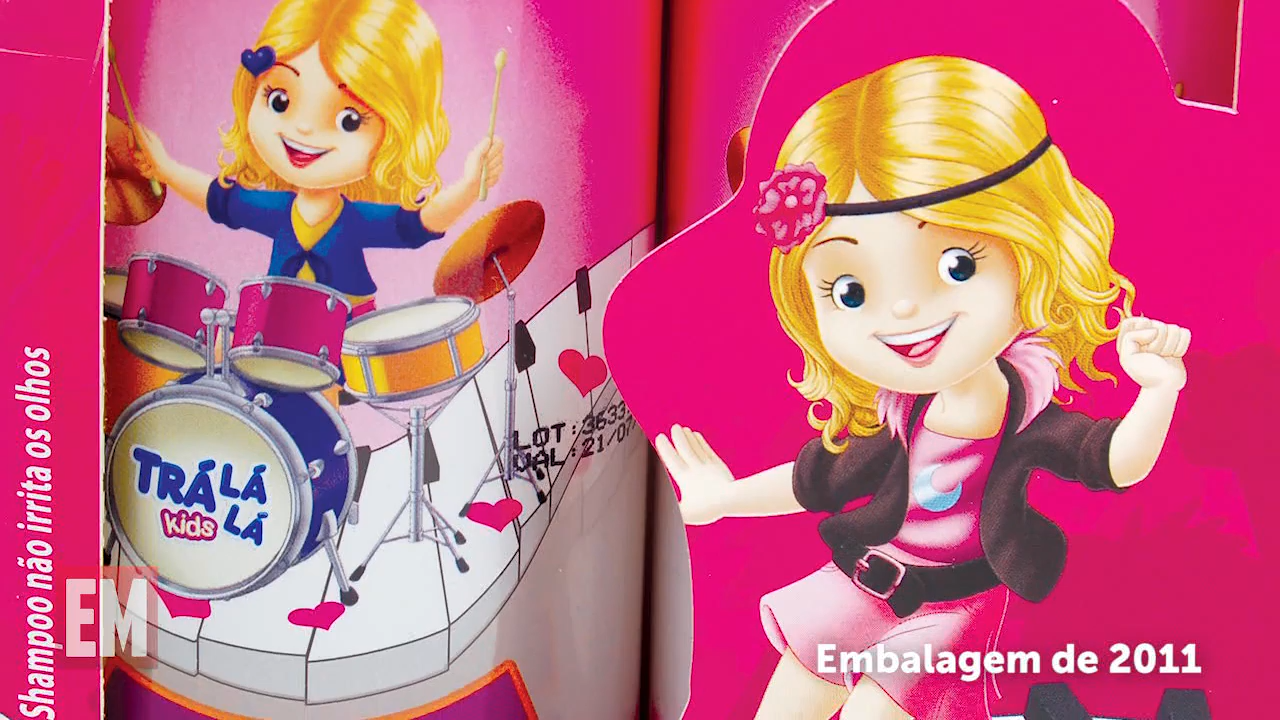 Shampoo não irrita os olhos
TRÁ LÁ
LÁ
kids
LOT:3633
VAL:21/07
EM
Embalagem de 2011